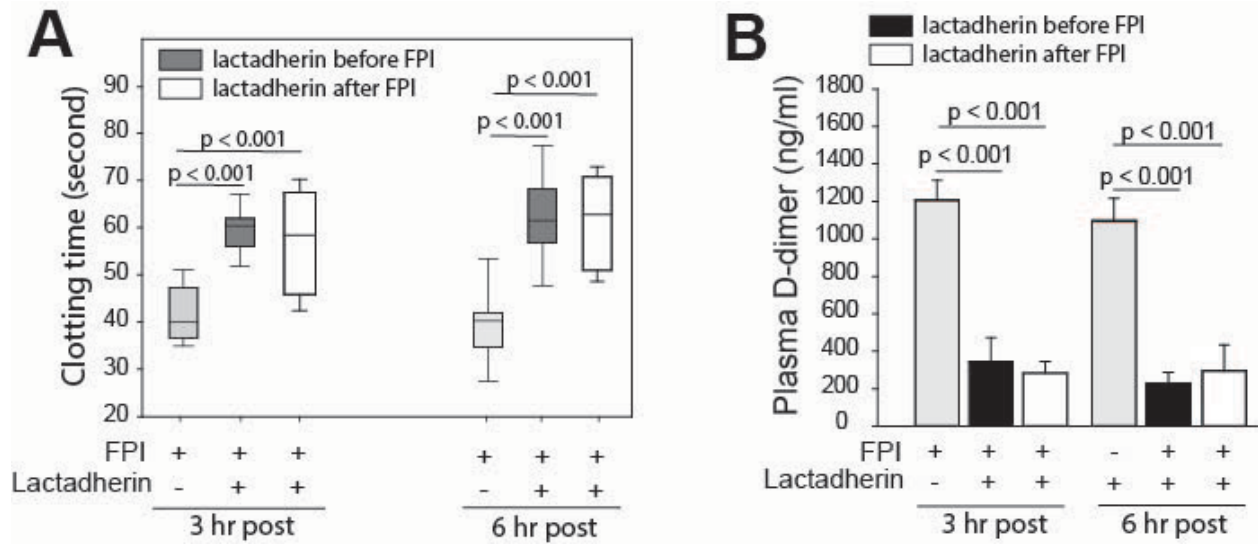 A
lactadherin before FPI
lactadherin after FPI
p < 0.001
p < 0.001
p < 0.001
p < 0.001
Clotting time (second)
90
80
70
60
50
40
30
20
FPI + + + + + +
Lactadherin - + + - + +
3 hr post 6 hr post
B
lactadherin before FPI
lactadherin after FPI
p < 0.001
p < 0.001
p < 0.001
p < 0.001
Plasma D-dimer (ng/ml)
1800
1600
1400
1200
1000
800
600
400
200
0
FPI + + + - + +
Lactadherin - + + + + +
3 hr post 6 hr post